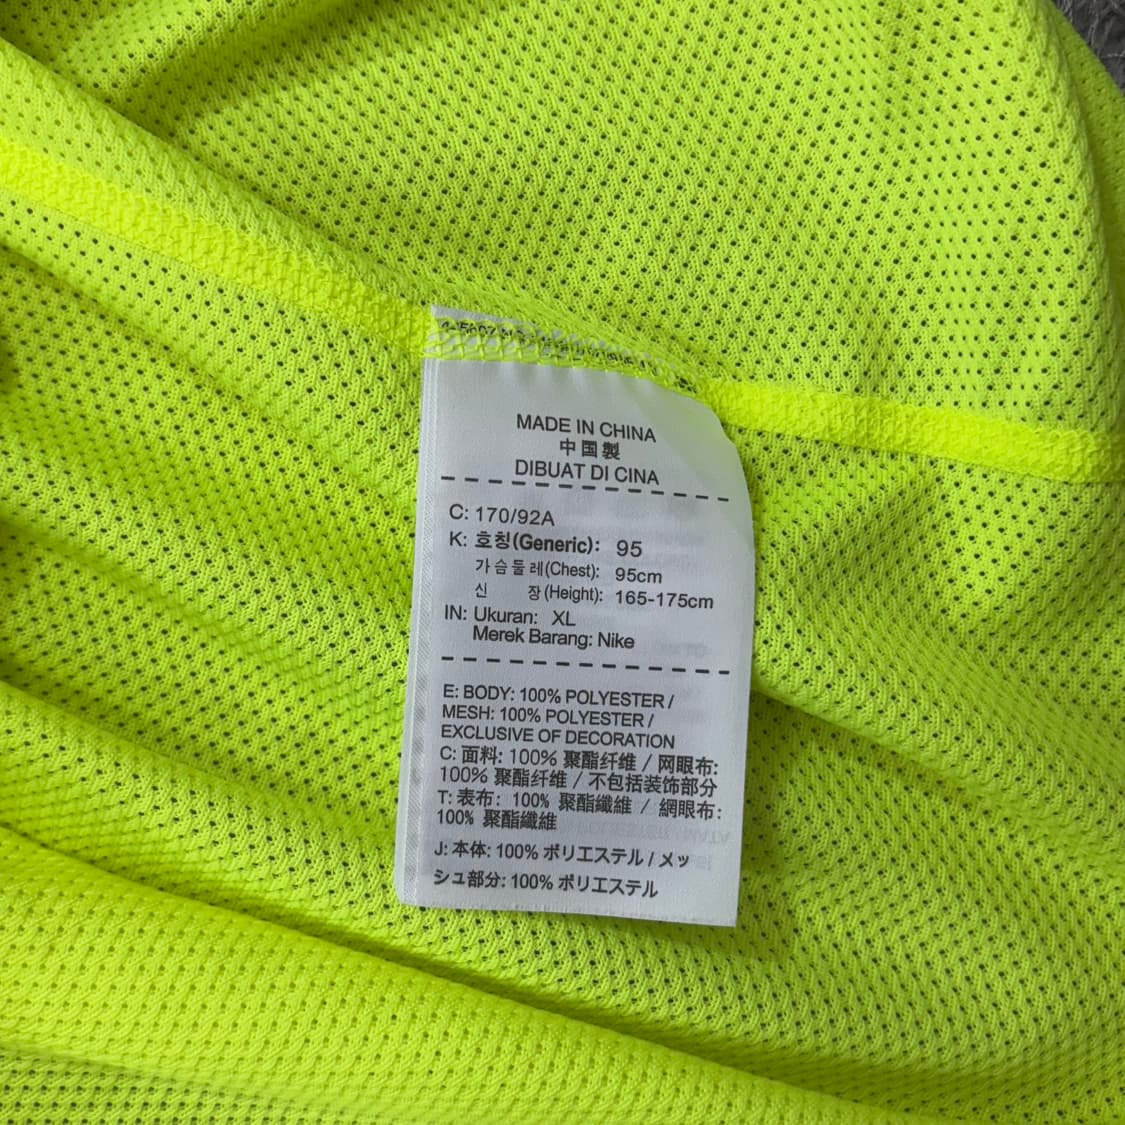 MADE IN CHINA
中国製
DIBUAT DI CINA
C: 170/92A
K: 호칭(Generic): 95
가슴둘레(Chest): 95cm
신 장(Height): 165-175cm
IN: Ukuran: XL
Merek Barang: Nike
E: BODY: 100% POLYESTER /
MESH: 100% POLYESTER /
EXCLUSIVE OF DECORATION
C: 面料: 100% 聚酯纤维 / 网眼布:
100% 聚酯纤维 / 不包括装饰部分
T: 表布: 100% 聚酯纖維 / 網眼布:
100% 聚酯纖維
J: 本体: 100% ポリエステル / メッ
シュ部分: 100% ポリエステル